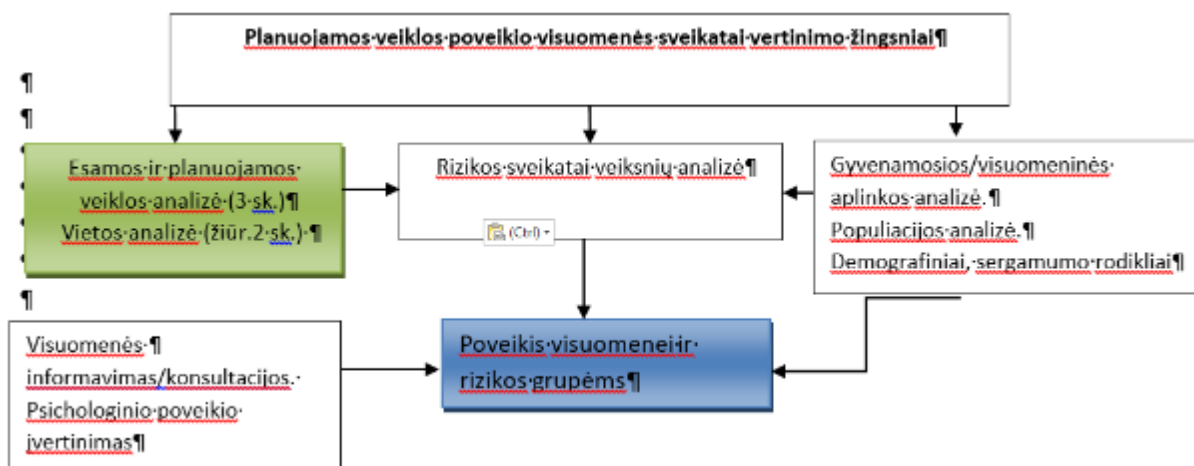 Planuojamos veiklos poveikio visuomenės sveikatai vertinimo žingsniai¶
¶
¶
Esamos ir planuojamos
veiklos analizė (3 sk.)¶
Vietos analizė (žiūr.2 sk.) ¶
Rizikos sveikatai veiksnių analizė¶
(Ctrl)
Gyvenamosios/visuomeninės
aplinkos analizė.¶
Populiacijos analizė.¶
Demografiniai, sergamumo rodikliai¶
¶
Visuomenės ¶
informavimas/konsultacijos.
Psichologinio poveikio
įvertinimas¶
Poveikis visuomenei ir
rizikos grupėms¶